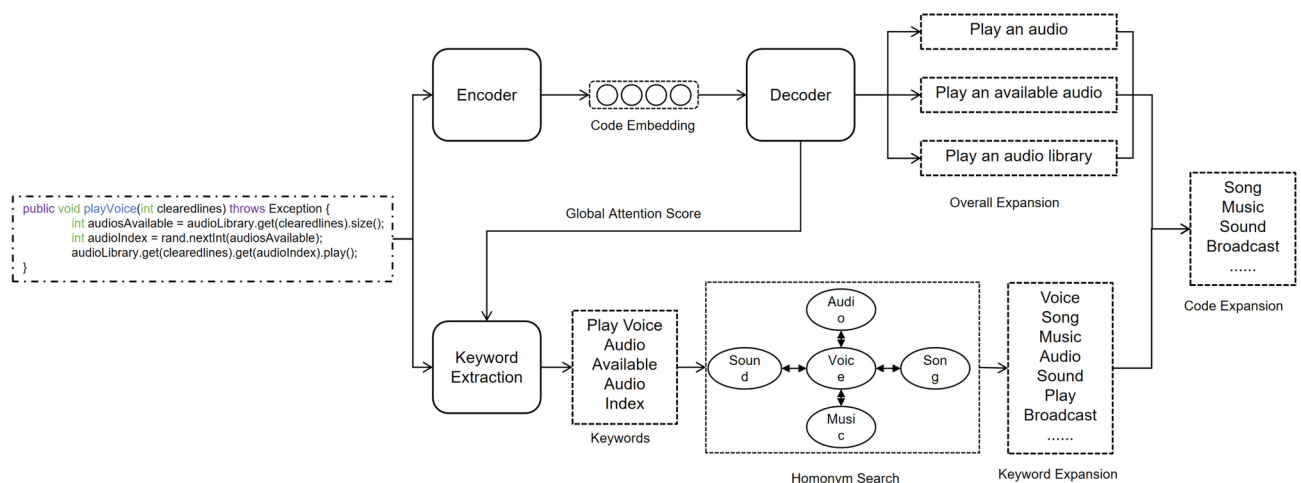 Encoder
Code Embedding
Decoder
Play an audio
Play an available audio
Play an audio library
Overall Expansion
public void playVoice(int clearedlines) throws Exception {
int audiosAvailable = audioLibrary.get(clearedlines).size();
int audioIndex = rand.nextInt(audiosAvailable);
audioLibrary.get(clearedlines).get(audioIndex).play();
}
Global Attention Score
Keyword
Extraction
Play Voice
Audio
Available
Audio
Index
Keywords
Audi
o
Soun
d
Voic
e
Son
g
Musi
c
Homonym Search
Voice
Song
Music
Audio
Sound
Play
Broadcast
......
Keyword Expansion
Song
Music
Sound
Broadcast
......
Code Expansion